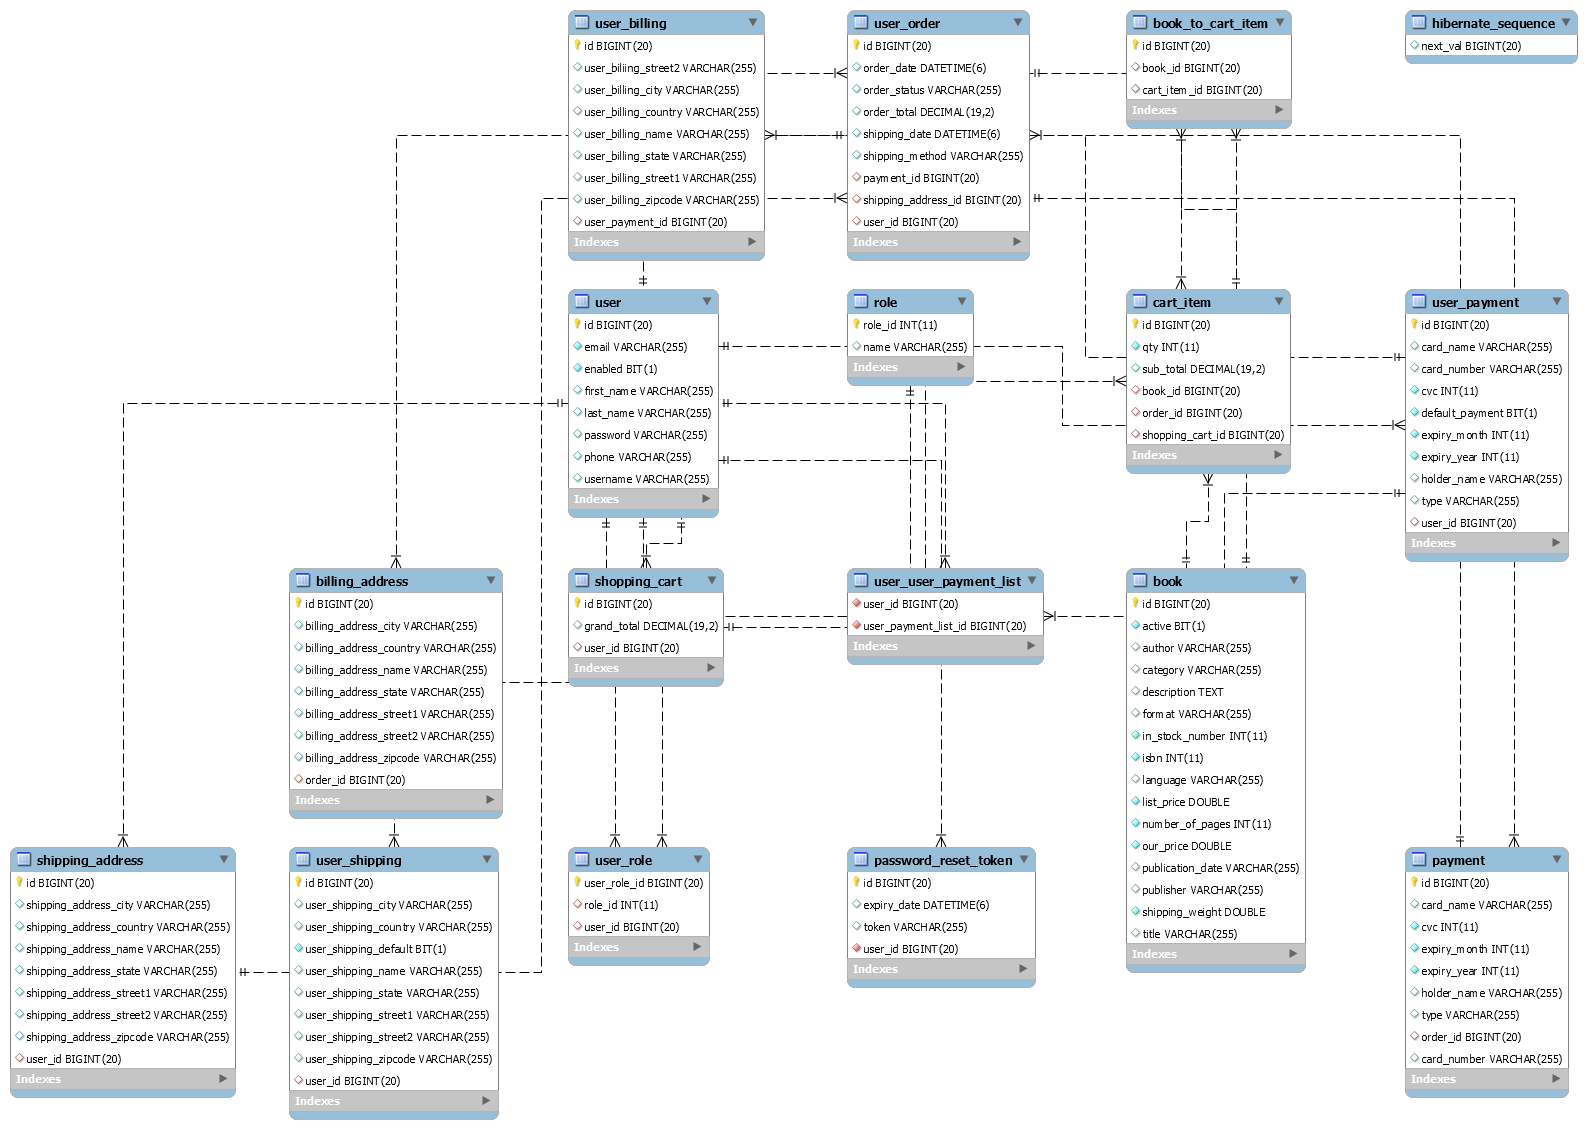 user_billing
id BIGINT(20)
user_biling_street2 VARCHAR(255)
user_billing_city VARCHAR(255)
user_billing_country VARCHAR(255)
user_billing_name VARCHAR(255)
user_billing_state VARCHAR(255)
user_billing_street1 VARCHAR(255)
user_billing_zipcode VARCHAR(255)
user_payment_id BIGINT(20)
Indexes
user_order
id BIGINT(20)
order_date DATETIME(6)
order_status VARCHAR(255)
order_total DECIMAL(19,2)
shipping_date DATETIME(6)
shipping_method VARCHAR(255)
payment_id BIGINT(20)
shipping_address_id BIGINT(20)
user_id BIGINT(20)
Indexes
book_to_cart_item
id BIGINT(20)
book_id BIGINT(20)
cart_item_id BIGINT(20)
Indexes
hibernate_sequence
next_val BIGINT(20)
user
id BIGINT(20)
email VARCHAR(255)
enabled BIT(1)
first_name VARCHAR(255)
last_name VARCHAR(255)
password VARCHAR(255)
phone VARCHAR(255)
username VARCHAR(255)
Indexes
role
role_id INT(11)
name VARCHAR(255)
Indexes
cart_item
id BIGINT(20)
qty INT(11)
sub_total DECIMAL(19,2)
book_id BIGINT(20)
order_id BIGINT(20)
shopping_cart_id BIGINT(20)
Indexes
user_payment
id BIGINT(20)
card_name VARCHAR(255)
card_number VARCHAR(255)
cvc INT(11)
default_payment BIT(1)
expiry_month INT(11)
expiry_year INT(11)
holder_name VARCHAR(255)
type VARCHAR(255)
user_id BIGINT(20)
Indexes
billing_address
id BIGINT(20)
billing_address_city VARCHAR(255)
billing_address_country VARCHAR(255)
billing_address_name VARCHAR(255)
billing_address_state VARCHAR(255)
billing_address_street1 VARCHAR(255)
billing_address_street2 VARCHAR(255)
billing_address_zipcode VARCHAR(255)
order_id BIGINT(20)
Indexes
shopping_cart
id BIGINT(20)
grand_total DECIMAL(19,2)
user_id BIGINT(20)
Indexes
user_user_payment_list
user_id BIGINT(20)
user_payment_list_id BIGINT(20)
Indexes
book
id BIGINT(20)
active BIT(1)
author VARCHAR(255)
category VARCHAR(255)
description TEXT
format VARCHAR(255)
in_stock_number INT(11)
isbn INT(11)
language VARCHAR(255)
list_price DOUBLE
number_of_pages INT(11)
our_price DOUBLE
publication_date VARCHAR(255)
publisher VARCHAR(255)
shipping_weight DOUBLE
title VARCHAR(255)
Indexes
shipping_address
id BIGINT(20)
shipping_address_city VARCHAR(255)
shipping_address_country VARCHAR(255)
shipping_address_name VARCHAR(255)
shipping_address_state VARCHAR(255)
shipping_address_street1 VARCHAR(255)
shipping_address_street2 VARCHAR(255)
shipping_address_zipcode VARCHAR(255)
user_id BIGINT(20)
Indexes
user_shipping
id BIGINT(20)
user_shipping_city VARCHAR(255)
user_shipping_country VARCHAR(255)
user_shipping_default BIT(1)
user_shipping_name VARCHAR(255)
user_shipping_state VARCHAR(255)
user_shipping_street1 VARCHAR(255)
user_shipping_street2 VARCHAR(255)
user_shipping_zipcode VARCHAR(255)
user_id BIGINT(20)
Indexes
user_role
user_role_id BIGINT(20)
role_id INT(11)
user_id BIGINT(20)
Indexes
password_reset_token
id BIGINT(20)
expiry_date DATETIME(6)
token VARCHAR(255)
user_id BIGINT(20)
Indexes
payment
id BIGINT(20)
card_name VARCHAR(255)
cvc INT(11)
expiry_month INT(11)
expiry_year INT(11)
holder_name VARCHAR(255)
type VARCHAR(255)
order_id BIGINT(20)
card_number VARCHAR(255)
Indexes